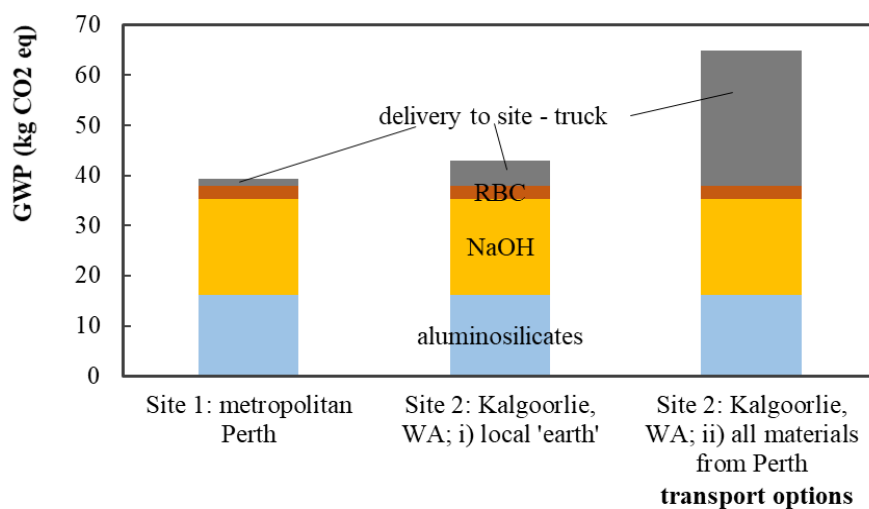 GWP (kg CO2 eq)
70
60
50
40
30
20
10
0
delivery to site - truck
RBC
NaOH
aluminosilicates
Site 1: metropolitan
Perth
Site 2: Kalgoorlie,
WA; i) local 'earth'
Site 2: Kalgoorlie,
WA; ii) all materials
from Perth
transport options